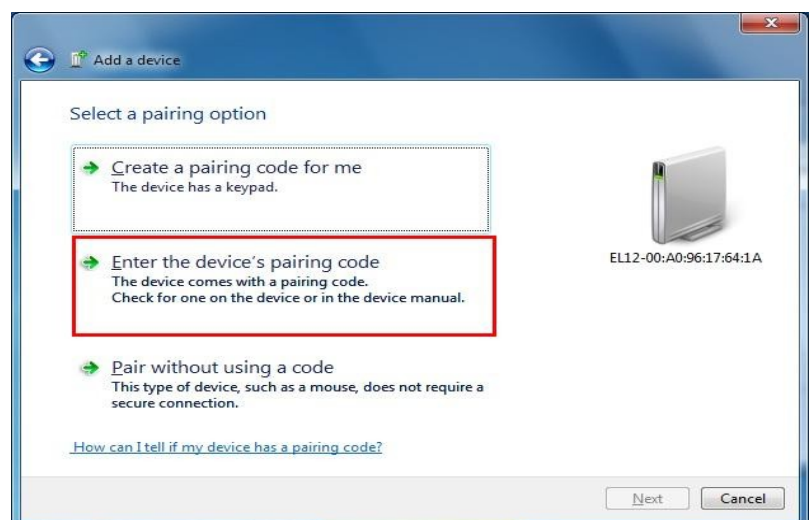 Add a device
Select a pairing option
Create a pairing code for me
The device has a keypad.
Enter the device's pairing code
The device comes with a pairing code.
Check for one on the device or in the device manual.
EL12-00:A0:96:17:64:1A
Pair without using a code
This type of device, such as a mouse, does not require a
secure connection.
How can I tell if my device has a pairing code?
Next
Cancel